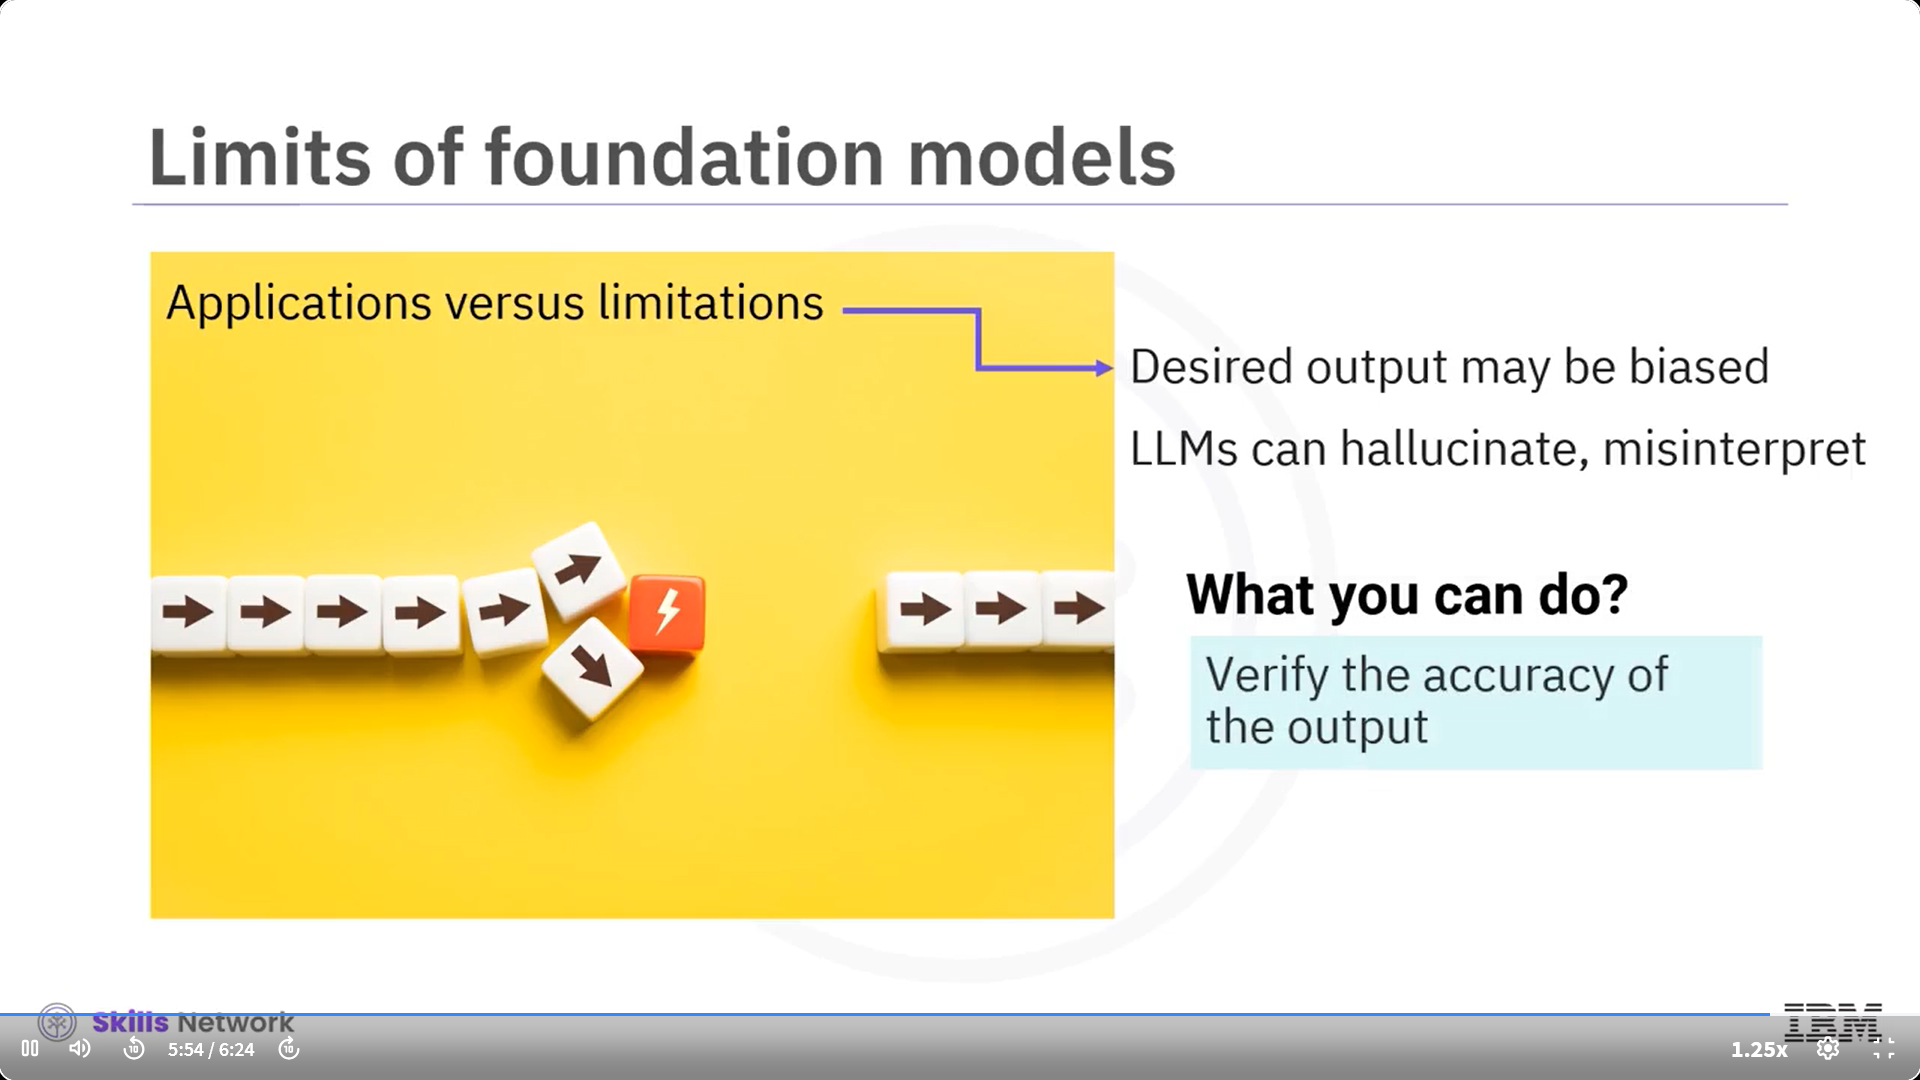 Limits of foundation models
Applications versus limitations
Desired output may be biased
LLMs can hallucinate, misinterpret
What you can do?
Verify the accuracy of
the output
Skills Network
IBM
10
5:54 / 6:24
10
1.25x